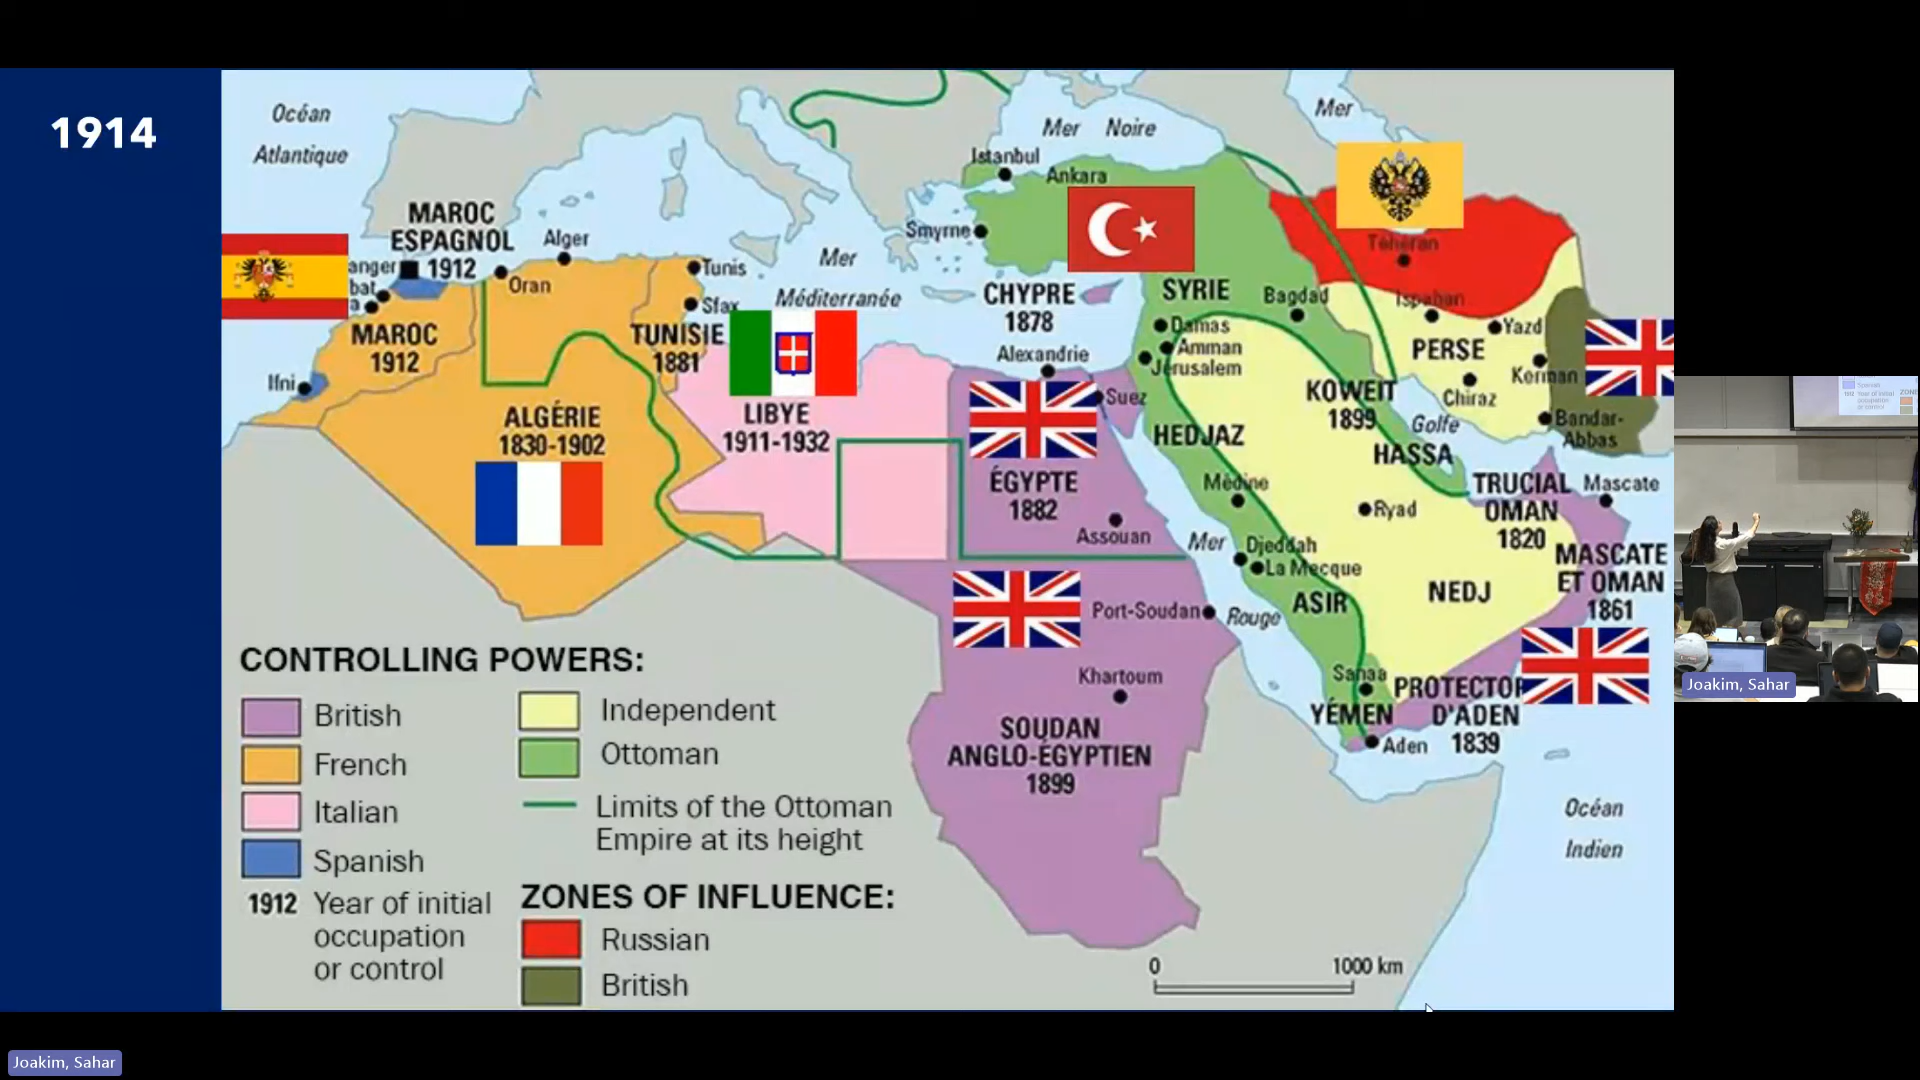 1914
Océan
Atlantique
Mer
Mer Noire
Istanbul
Ankara
MAROC
ESPAGNOL
1912
Alger
Smyrne
Téhéran
anger
bat
a
Oran
Tunis
Sfax
Mer
Méditerranée
CHYPRE
1878
SYRIE
Bagdad
Ispahan
Yazd
MAROC
1912
TUNISIE
1881
Damas
Amman
Jérusalem
Alexandrie
PERSE
Kerman
Chiraz
Ifni
Suez
KOWEIT
1899
Golfe
Bandar-
Abbas
ALGÉRIE
1830-1902
LIBYE
1911-1932
HEDJAZ
HASSA
ÉGYPTE
1882
Médine
Ryad
TRUCIAL
OMAN
1820
Mascate
Assouan
Mer
Rouge
Djeddah
La Mecque
MASCATE
ET OMAN
1861
NEDJ
ASIR
Port-Soudan
Khartoum
Sanaa
YÉMEN
PROTECTOR
D'ADEN
1839
Aden
SOUDAN
ANGLO-ÉGYPTIEN
1899
Océan
Indien
CONTROLLING POWERS:
British
French
Italian
Spanish
1912 Year of initial
occupation
or control
Independent
Ottoman
Limits of the Ottoman
Empire at its height
ZONES OF INFLUENCE:
Russian
British
0 1000 km
Joakim, Sahar
Joakim, Sahar